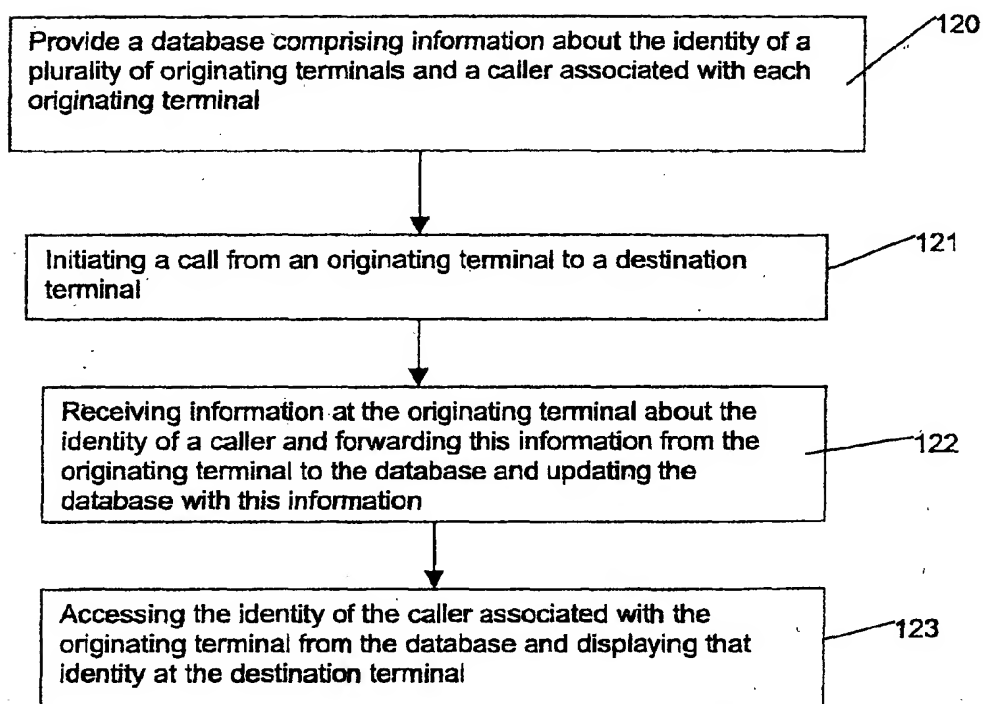 Provide a database comprising information about the identity of a
plurality of originating terminals and a caller associated with each
originating terminal
120
Initiating a call from an originating terminal to a destination
terminal
121
Receiving information at the originating terminal about the
identity of a caller and forwarding this information from the
originating terminal to the database and updating the
database with this information
122
Accessing the identity of the caller associated with the
originating terminal from the database and displaying that
identity at the destination terminal
123